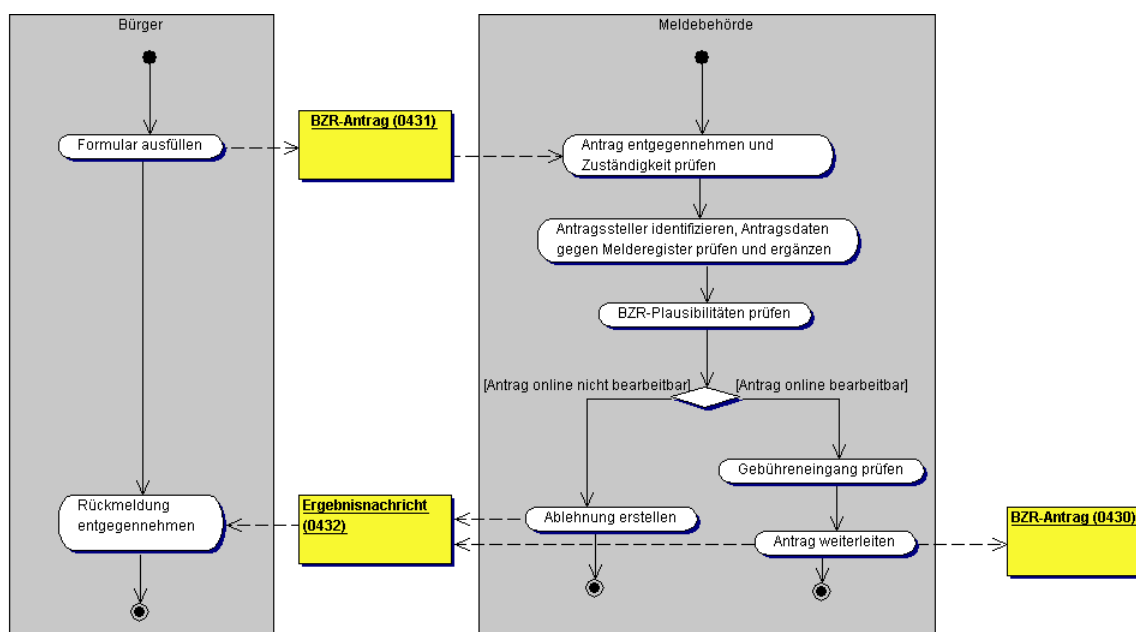 Bürger
Meldebehörde
BZR-Antrag (0431)
Formular ausfüllen
Antrag entgegennehmen und
Zuständigkeit prüfen
Antragssteller identifizieren, Antragsdaten
gegen Melderegister prüfen und ergänzen
BZR-Plausibilitäten prüfen
[Antrag online nicht bearbeitbar]
[Antrag online bearbeitbar]
Gebühreneingang prüfen
Rückmeldung
entgegennehmen
Ergebnisnachricht
(0432)
Ablehnung erstellen
Antrag weiterleiten
BZR-Antrag (0430)